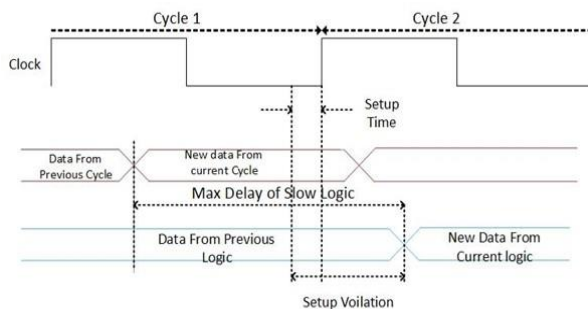 Cycle 1
Cycle 2
Clock
Setup
Time
Data From
Previous Cycle
New data From
current Cycle
Max Delay of Slow Logic
Data From Previous
Logic
New Data From
Current logic
Setup Voilation